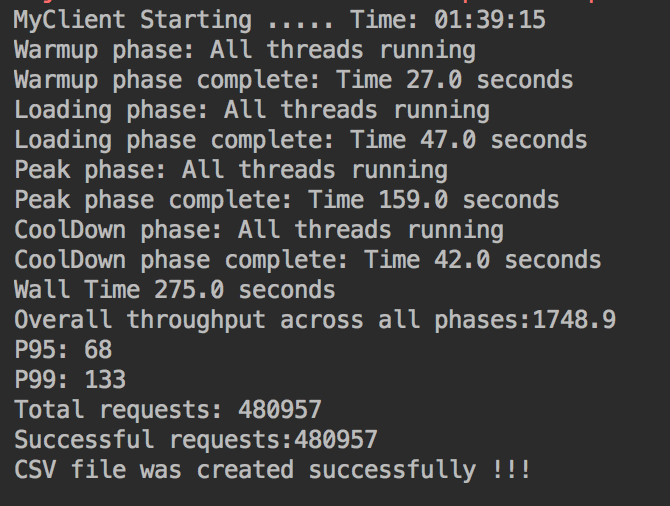 MyClient Starting ..... Time: 01:39:15
Warmup phase: All threads running
Warmup phase complete: Time 27.0 seconds
Loading phase: All threads running
Loading phase complete: Time 47.0 seconds
Peak phase: All threads running
Peak phase complete: Time 159.0 seconds
CoolDown phase: All threads running
CoolDown phase complete: Time 42.0 seconds
Wall Time 275.0 seconds
Overall throughput across all phases:1748.9
P95: 68
P99: 133
Total requests: 480957
Successful requests:480957
CSV file was created successfully !!!